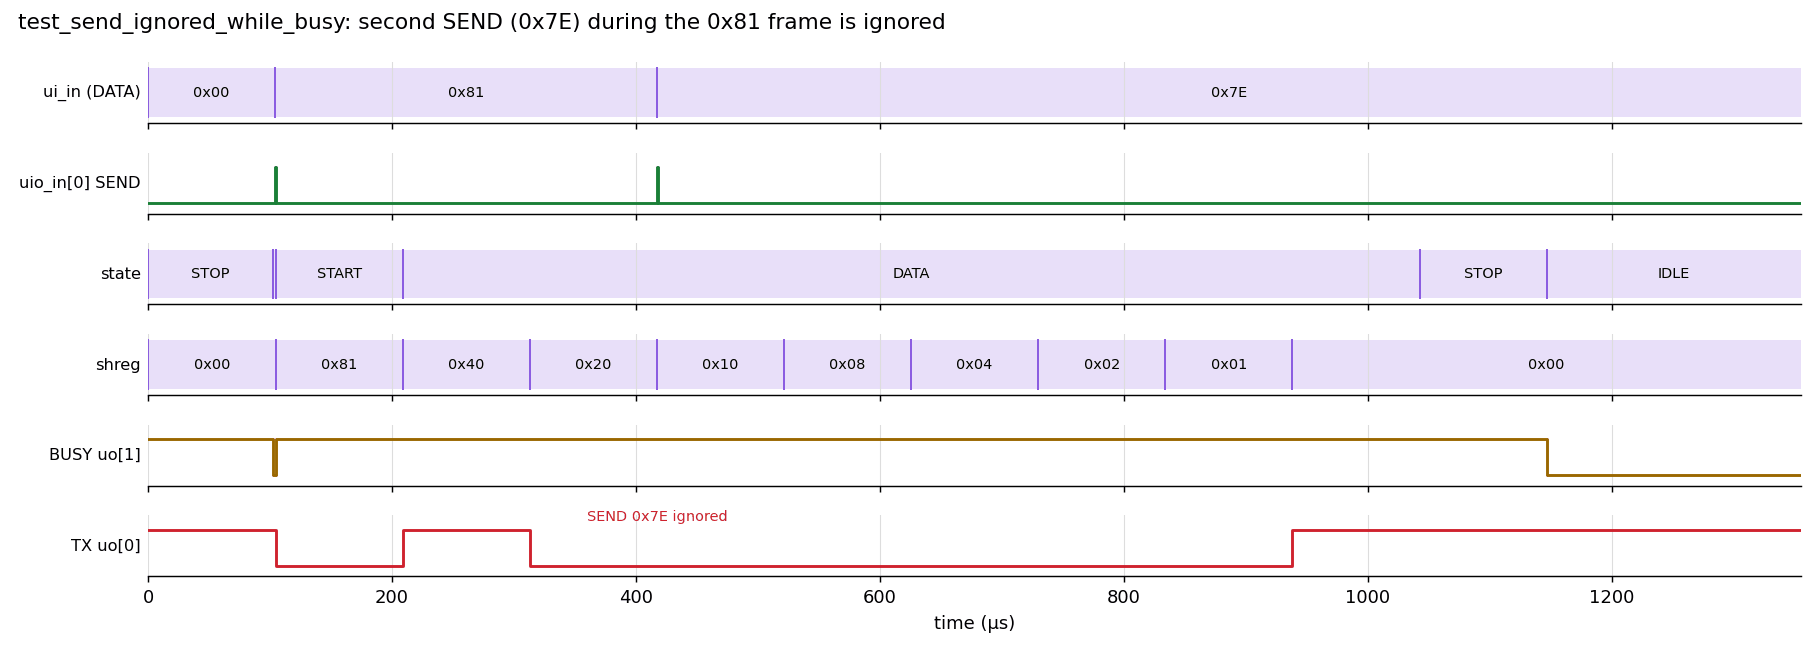 test_send_ignored_while_busy: second SEND (0x7E) during the 0x81 frame is ignored
ui_in (DATA) 0x00 0x81 0x7E
uio_in[0] SEND
state STOP START DATA STOP IDLE
shreg 0x00 0x81 0x40 0x20 0x10 0x08 0x04 0x02 0x01 0x00
BUSY uo[1]
SEND 0x7E ignored
TX uo[0]
0 200 400 600 800 1000 1200
time (µs)